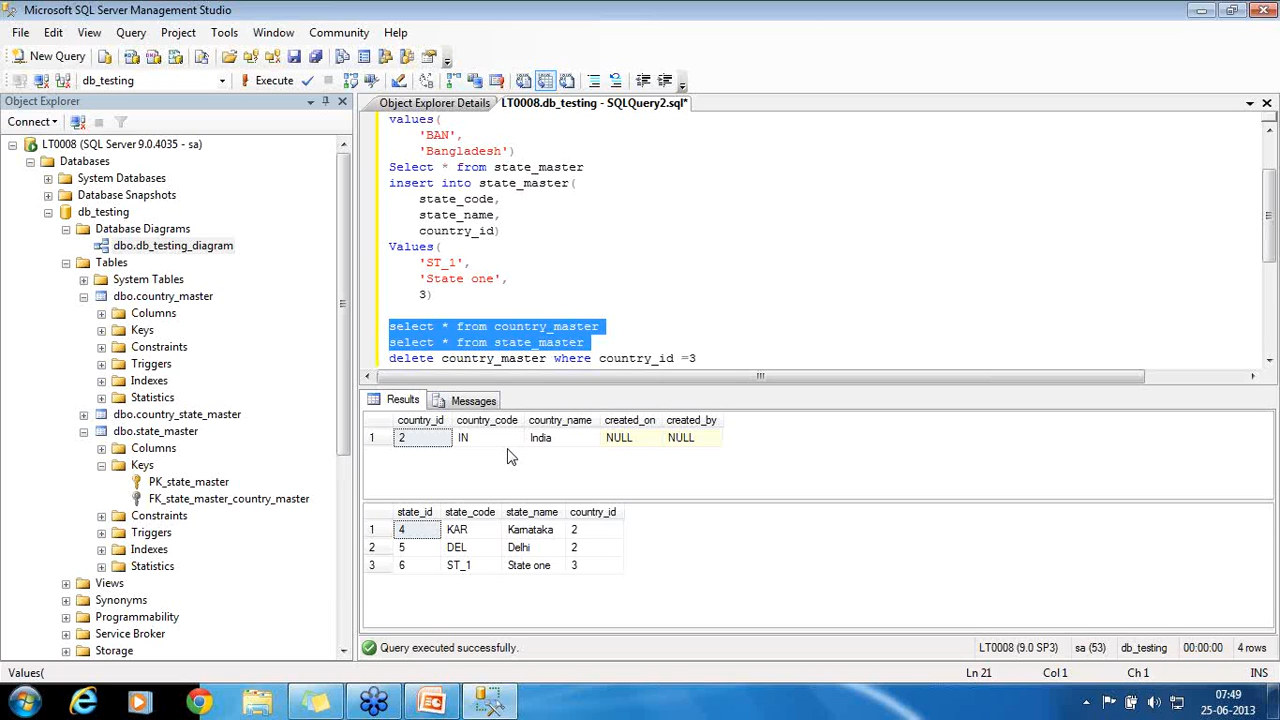 Microsoft SQL Server Management Studio
File Edit View Query Project Tools Window Community Help
New Query
db_testing Execute
Object Explorer
Object Explorer Details LT0008.db_testing - SQLQuery2.sql*
Connect
LT0008 (SQL Server 9.0.4035 - sa)
Databases
System Databases
Database Snapshots
db_testing
Database Diagrams
dbo.db_testing_diagram
Tables
System Tables
dbo.country_master
Columns
Keys
Constraints
Triggers
Indexes
Statistics
dbo.country_state_master
dbo.state_master
Columns
Keys
PK_state_master
FK_state_master_country_master
Constraints
Triggers
Indexes
Statistics
Views
Synonyms
Programmability
Service Broker
Storage
values(
'BAN',
'Bangladesh')
Select * from state_master
insert into state_master(
state_code,
state_name,
country_id)
Values(
'ST_1',
'State one',
3)
select * from country_master
select * from state_master
delete country_master where country_id =3
Results Messages
country_id country_code country_name created_on created_by
1 2 IN India NULL NULL
state_id state_code state_name country_id
1 4 KAR Karnataka 2
2 5 DEL Delhi 2
3 6 ST_1 State one 3
Query executed successfully. LT0008 (9.0 SP3) sa (53) db_testing 00:00:00 4 rows
Values( Ln 21 Col 1 Ch 1 INS
07:49
25-06-2013